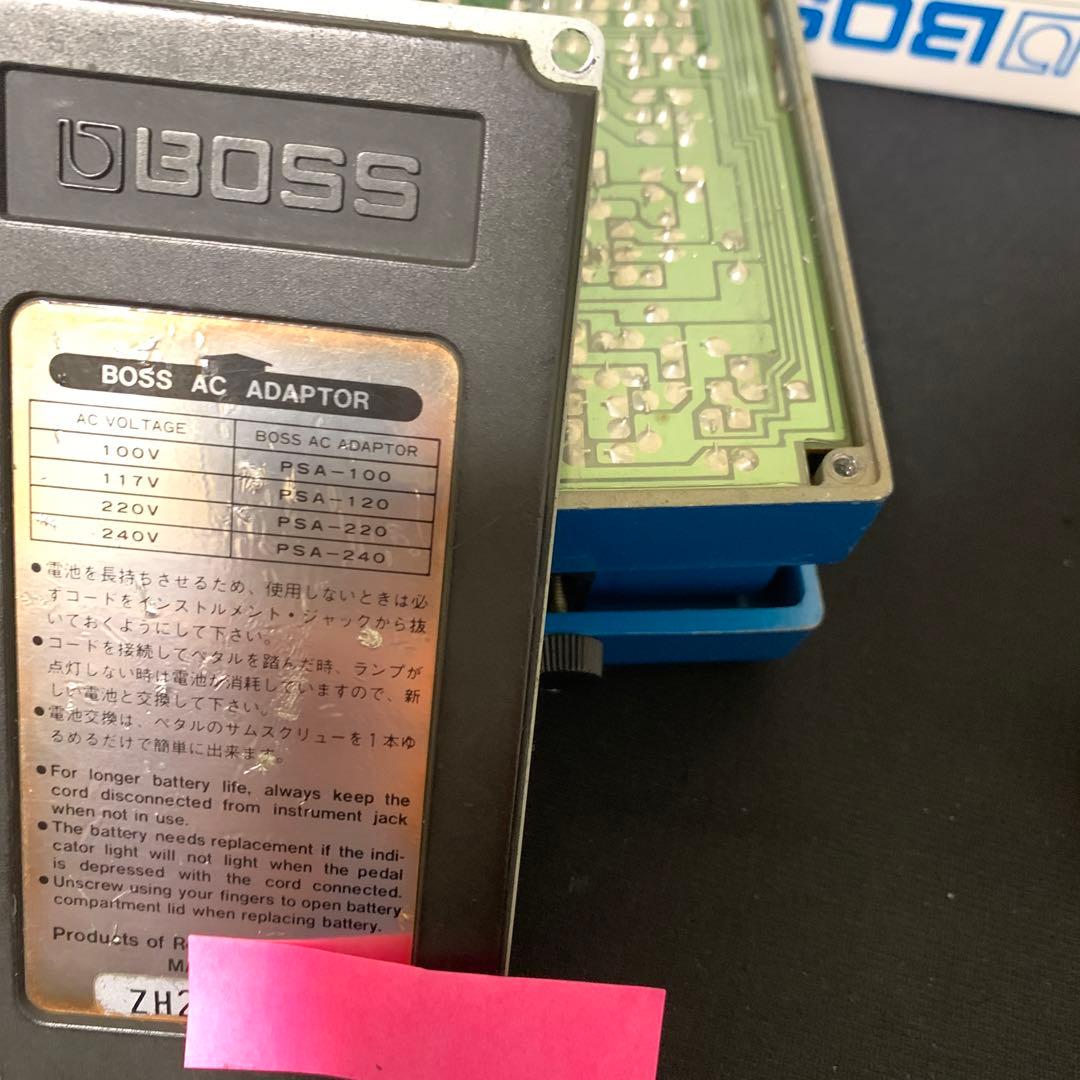 BOSS
BOSS
BOSS AC ADAPTOR
AC VOLTAGE BOSS AC ADAPTOR
100V PSA-100
117V PSA-120
220V PSA-220
240V PSA-240
●電池を長持ちさせるため、使用しないときは必
ずコードをインストルメント・ジャックから抜
いておくようにして下さい。
●コードを接続してペダルを踏んだ時、ランプが
点灯しない時は電池が消耗していますので、新
しい電池と交換して下さい。
●電池交換は、ペダルのサムスクリューを1本ゆ
るめるだけで簡単に出来ます。
●For longer battery life, always keep the
cord disconnected from instrument jack
when not in use.
●The battery needs replacement if the indi-
cator light will not light when the pedal
is depressed with the cord connected.
●Unscrew using your fingers to open battery
compartment lid when replacing battery.
Products of
ZH2